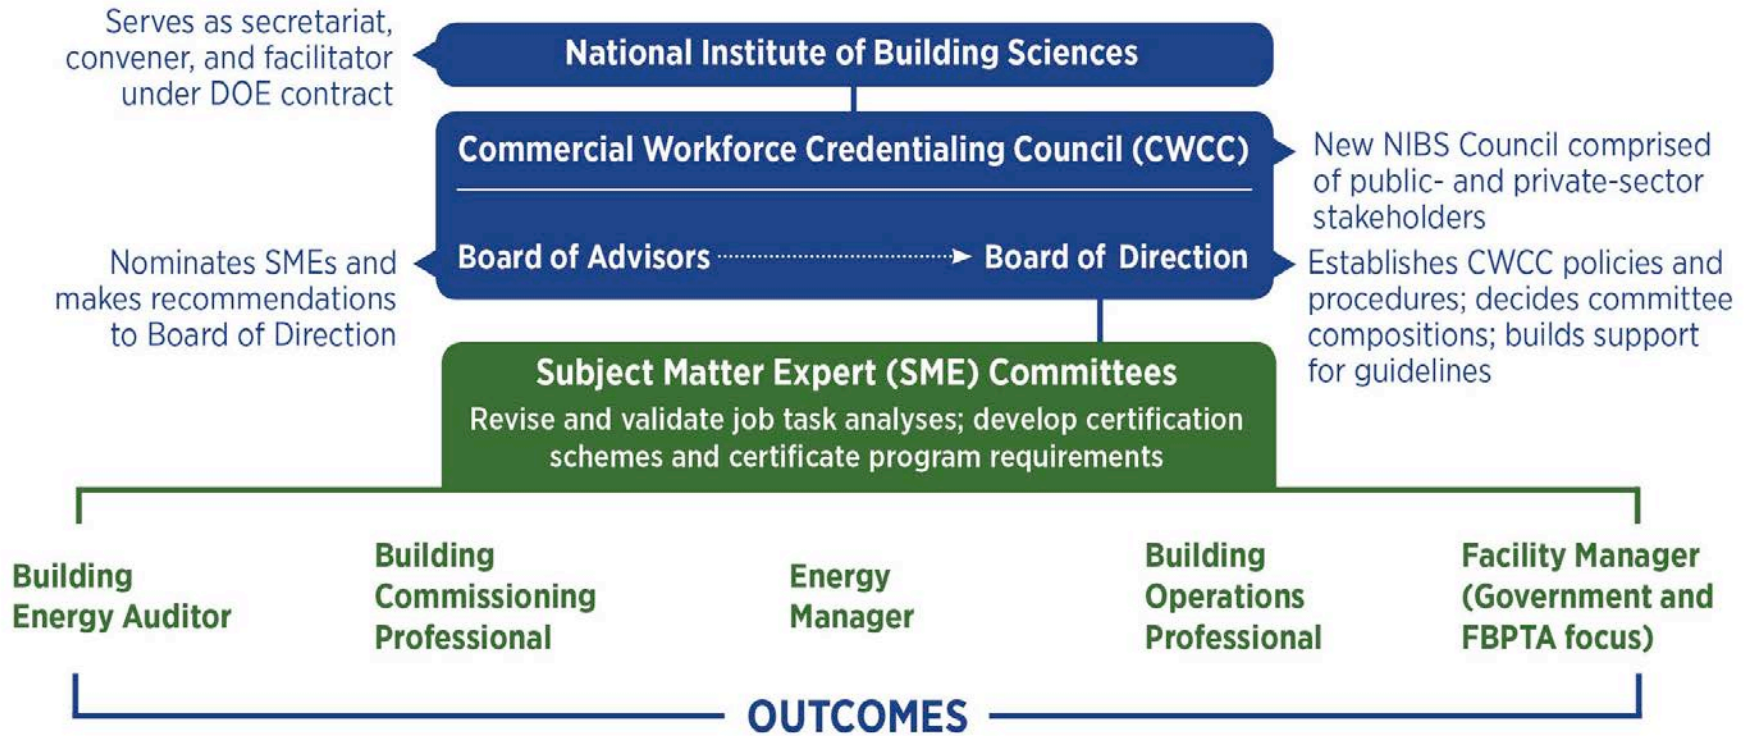 Serves as secretariat,
convener, and facilitator
under DOE contract
National Institute of Building Sciences
Commercial Workforce Credentialing Council (CWCC)
New NIBS Council comprised
of public- and private-sector
stakeholders
Nominates SMEs and
makes recommendations
to Board of Direction
Board of Advisors
Board of Direction
Establishes CWCC policies and
procedures; decides committee
compositions; builds support
for guidelines
Subject Matter Expert (SME) Committees
Revise and validate job task analyses; develop certification
schemes and certificate program requirements
Building
Energy Auditor
Building
Commissioning
Professional
Energy
Manager
Building
Operations
Professional
Facility Manager
(Government and
FBPTA focus)
OUTCOMES